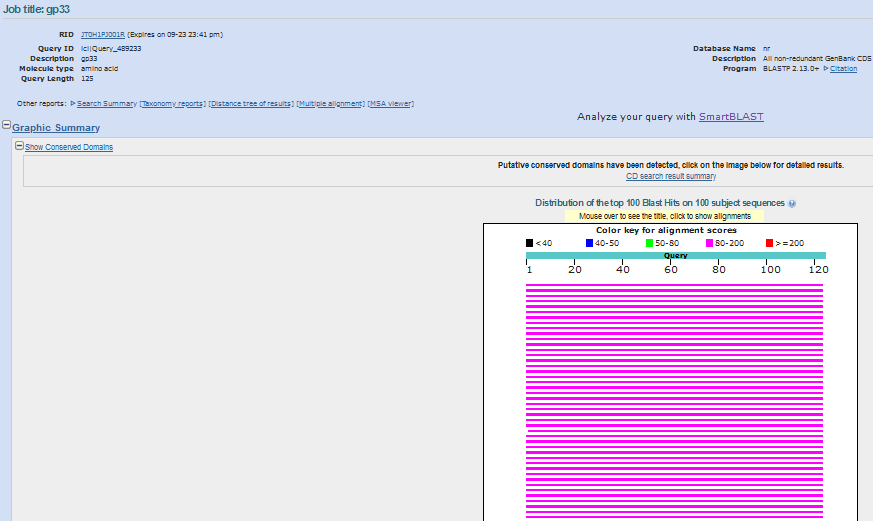 Job title: gp33
RID JT0H1PJ001R (Expires on 09-23 23:41 pm)
Query ID lcl|Query_489233
Description gp33
Molecule type amino acid
Query Length 125
Database Name nr
Description All non-redundant GenBank CDS
Program BLASTP 2.13.0+ Citation
Other reports: Search Summary [Taxonomy reports] [Distance tree of results] [Multiple alignment] [MSA viewer]
Analyze your query with SmartBLAST
Graphic Summary
Show Conserved Domains
Putative conserved domains have been detected, click on the image below for detailed results.
CD search result summary
Distribution of the top 100 Blast Hits on 100 subject sequences ?
Mouse over to see the title, click to show alignments
Color key for alignment scores
<40 40-50 50-80 80-200 >=200
Query
1 20 40 60 80 100 120